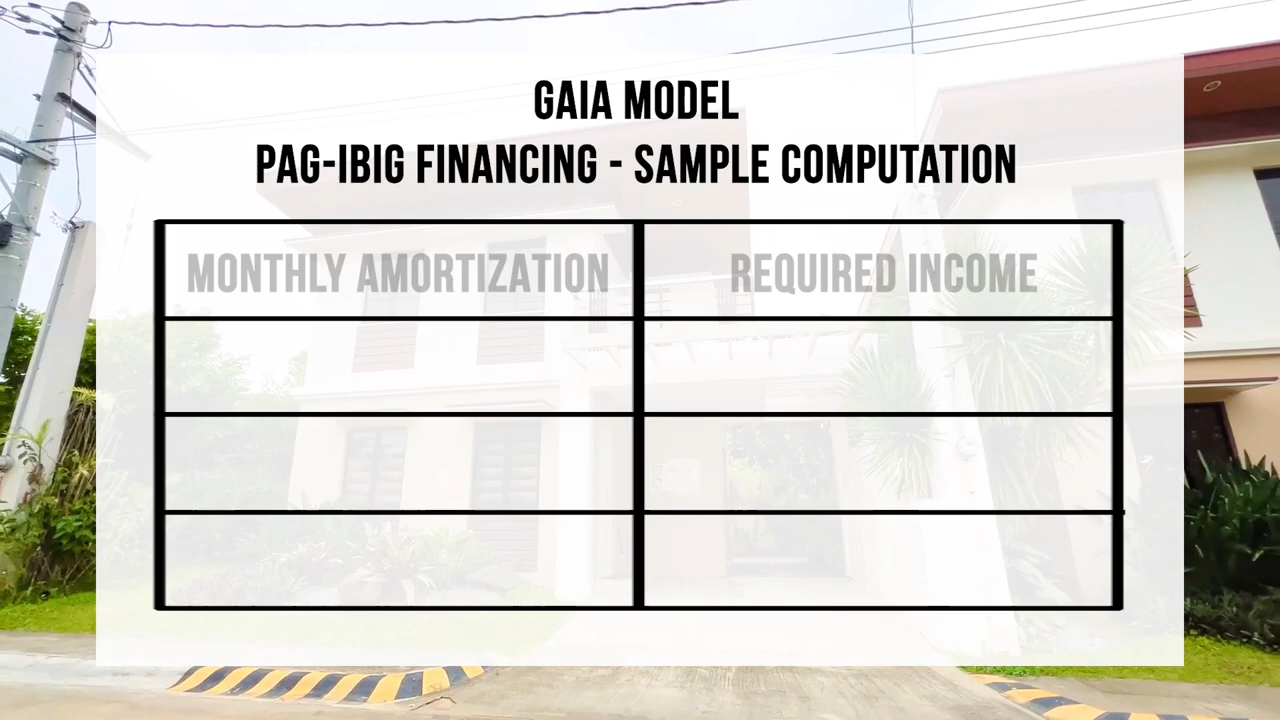 GAIA MODEL
PAG-IBIG FINANCING - SAMPLE COMPUTATION
MONTHLY AMORTIZATION
REQUIRED INCOME